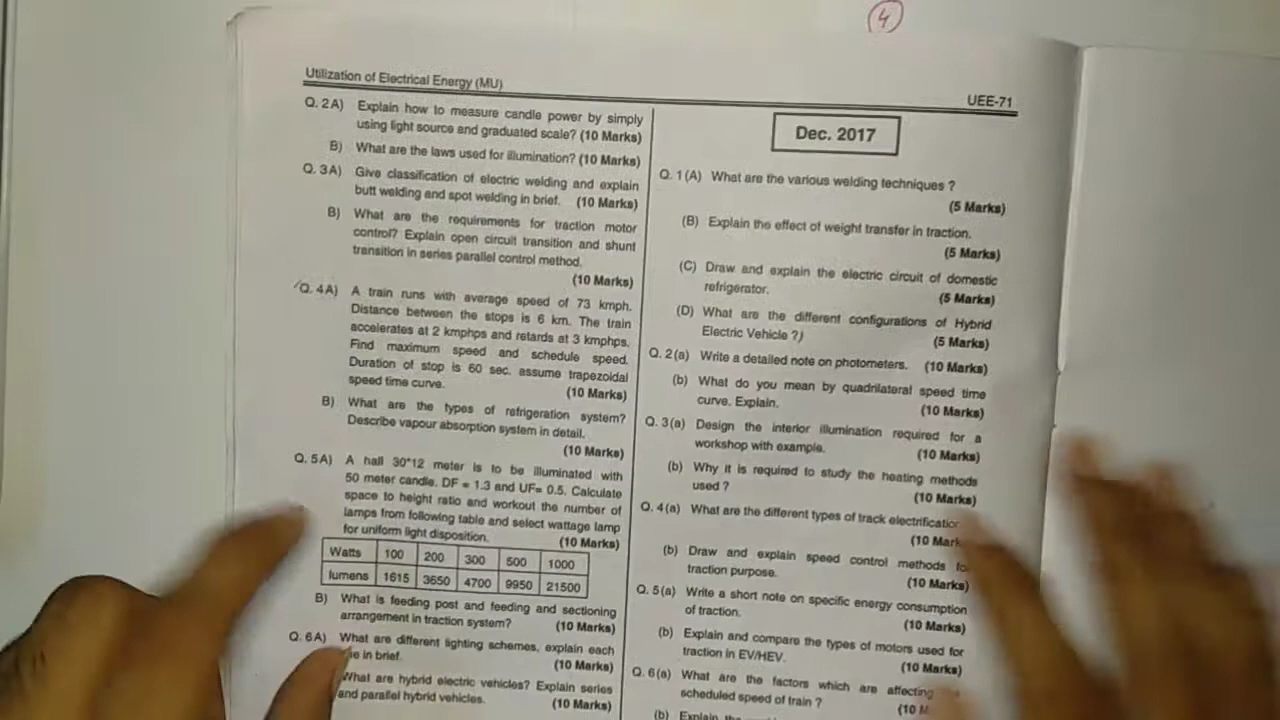 4
Utilization of Electrical Energy (MU)
UEE-71
Q. 2A) Explain how to measure candle power by simply
using light source and graduated scale? (10 Marks)
B) What are the laws used for illumination? (10 Marks)
Q. 3A) Give classification of electric welding and explain
butt welding and spot welding in brief. (10 Marks)
B) What are the requirements for traction motor
control? Explain open circuit transition and shunt
transition in series parallel control method.
(10 Marks)
Q. 4A) A train runs with average speed of 73 kmph.
Distance between the stops is 6 km. The train
accelerates at 2 kmphps and retards at 3 kmphps.
Find maximum speed and schedule speed.
Duration of stop is 60 sec. assume trapezoidal
speed time curve. (10 Marks)
B) What are the types of refrigeration system?
Describe vapour absorption system in detail.
(10 Marks)
Q. 5A) A hall 30*12 meter is to be illuminated with
50 meter candle. DF = 1.3 and UF= 0.5. Calculate
space to height ratio and workout the number of
lamps from following table and select wattage lamp
for uniform light disposition. (10 Marks)
Watts 100 200 300 500 1000
lumens 1615 3650 4700 9950 21500
B) What is feeding post and feeding and sectioning
arrangement in traction system? (10 Marks)
Q. 6A) What are different lighting schemes, explain each
in brief. (10 Marks)
What are hybrid electric vehicles? Explain series
and parallel hybrid vehicles. (10 Marks)
Dec. 2017
Q. 1(A) What are the various welding techniques ?
(5 Marks)
(B) Explain the effect of weight transfer in traction.
(5 Marks)
(C) Draw and explain the electric circuit of domestic
refrigerator. (5 Marks)
(D) What are the different configurations of Hybrid
Electric Vehicle ?) (5 Marks)
Q. 2(a) Write a detailed note on photometers. (10 Marks)
(b) What do you mean by quadrilateral speed time
curve. Explain. (10 Marks)
Q. 3(a) Design the interior illumination required for a
workshop with example. (10 Marks)
(b) Why it is required to study the heating methods
used ? (10 Marks)
Q. 4(a) What are the different types of track electrification
(10 Mark
(b) Draw and explain speed control methods fo
traction purpose. (10 Marks)
Q. 5(a) Write a short note on specific energy consumption
of traction. (10 Marks)
(b) Explain and compare the types of motors used for
traction in EV/HEV. (10 Marks)
Q. 6(a) What are the factors which are affecting
scheduled speed of train ? (10 M
(b) Explain the